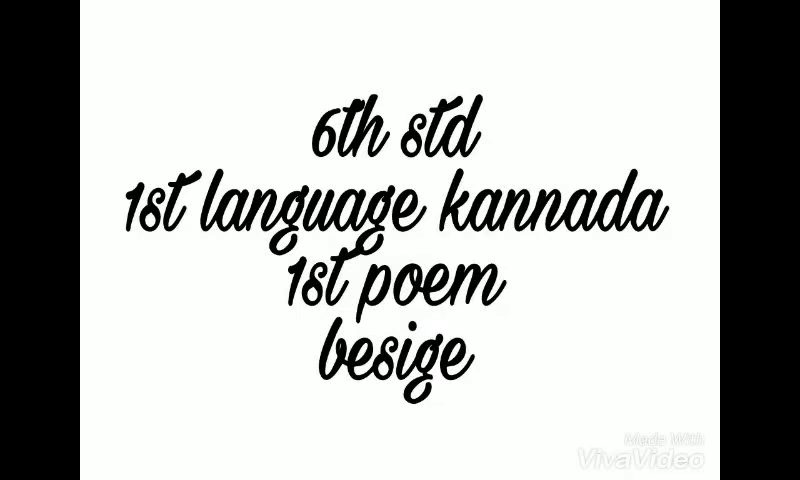 6th std
1st language kannada
1st poem
besige
Made With
VivaVideo